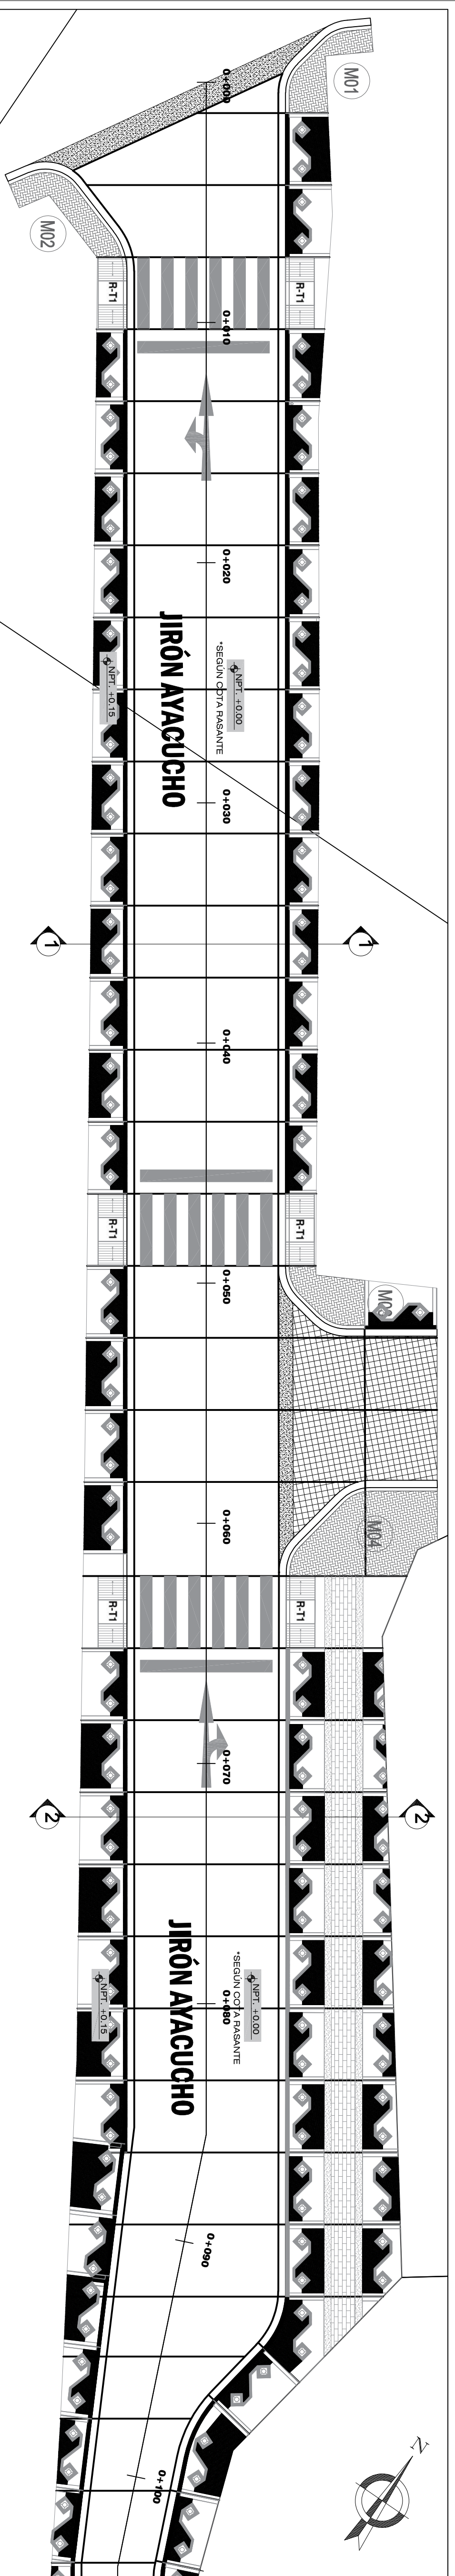 M01
0+000
M02
R-T1
R-T1
0+010
0+020
JIRÓN AYACUCHO
NPT. +0.00
*SEGÚN COTA RASANTE
NPT. +0.15
0+030
1
1
0+040
R-T1
R-T1
0+050
M03
0+060
M04
R-T1
R-T1
0+070
2
2
JIRÓN AYACUCHO
NPT. +0.00
*SEGÚN COTA RASANTE
0+080
NPT. +0.15
0+090
N
0+100